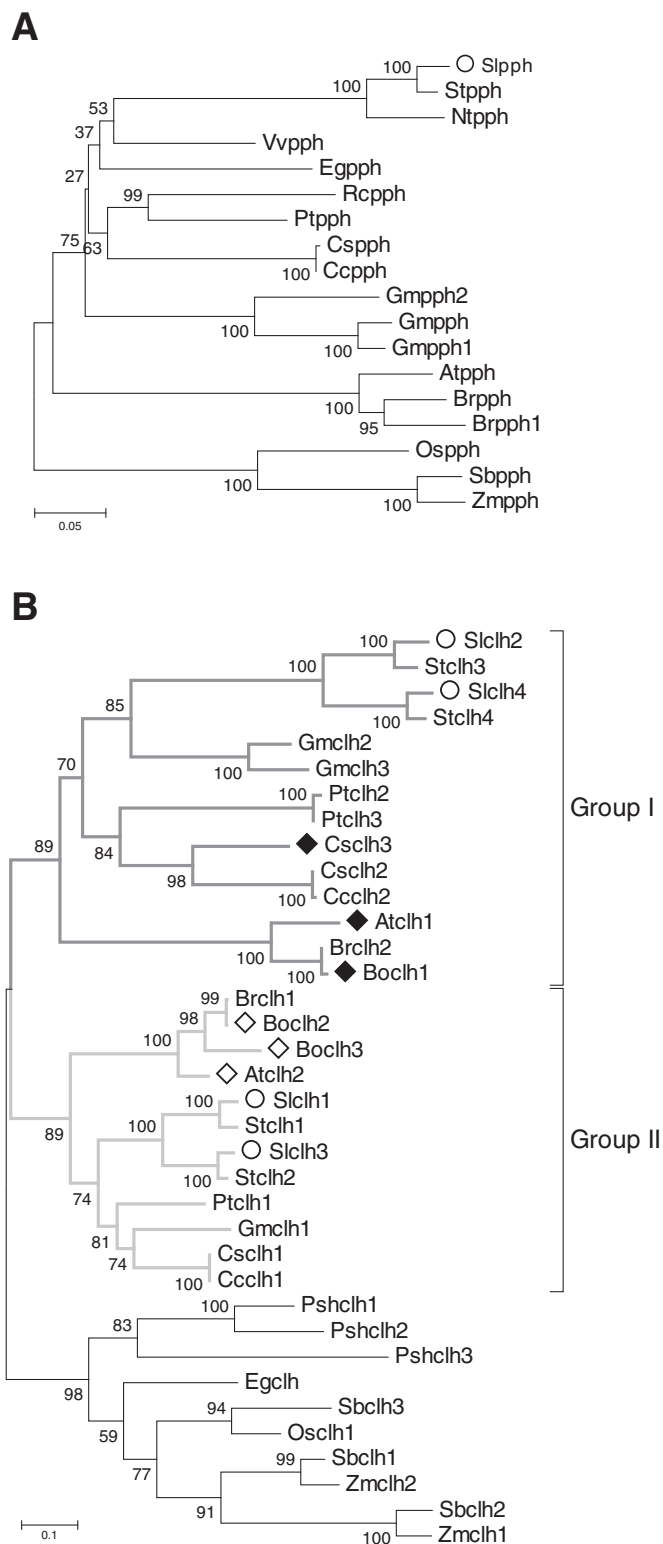 A
100 Slpph
100 Stpph
Ntpph
53
37 Vvpph
27 Egpph
99 Rcpph
Ptpph
75 63 Cspph
100 Ccpph
Gmpph2
100 Gmpph
100 Gmpph1
Atpph
100 Brpph
95 Brpph1
Ospph
100 Sbpph
100 Zmpph
0.05
B
100 Slclh2
100 Stclh3
Slclh4
100 Stclh4
85
Gmclh2
100 Gmclh3
70
100 Ptclh2
Ptclh3
Group I
89 84 Csclh3
98 Csclh2
100 Ccclh2
Atclh1
100 Brclh2
100 Boclh1
99 Brclh1
98 Boclh2
100 Boclh3
Atclh2
100 Slclh1
100 Stclh1
89 Slclh3
Group II
100 Stclh2
74 Ptclh1
81 Gmclh1
74 Csclh1
100 Ccclh1
100 Pshclh1
83 Pshclh2
Pshclh3
98 Egclh
94 Sbclh3
59 Osclh1
99 Sbclh1
77 Zmclh2
91 Sbclh2
100 Zmclh1
0.1